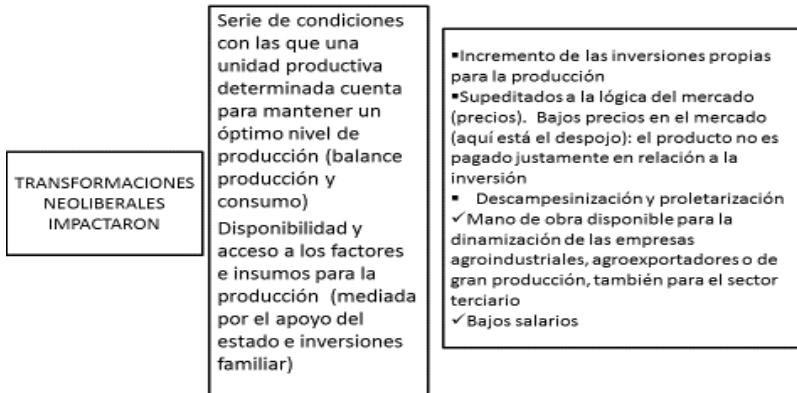 TRANSFORMACIONES
NEOLIBERALES
IMPACTARON
Serie de condiciones
con las que una
unidad productiva
determinada cuenta
para mantener un
óptimo nivel de
producción (balance
producción y
consumo)
Disponibilidad y
acceso a los factores
e insumos para la
producción (mediada
por el apoyo del
estado e inversiones
familiar)
▪Incremento de las inversiones propias
para la producción
▪Supeditados a la lógica del mercado
(precios). Bajos precios en el mercado
(aquí está el despojo): el producto no es
pagado justamente en relación a la
inversión
▪ Descampesinización y proletarización
✓Mano de obra disponible para la
dinamización de las empresas
agroindustriales, agroexportadores o de
gran producción, también para el sector
terciario
✓Bajos salarios